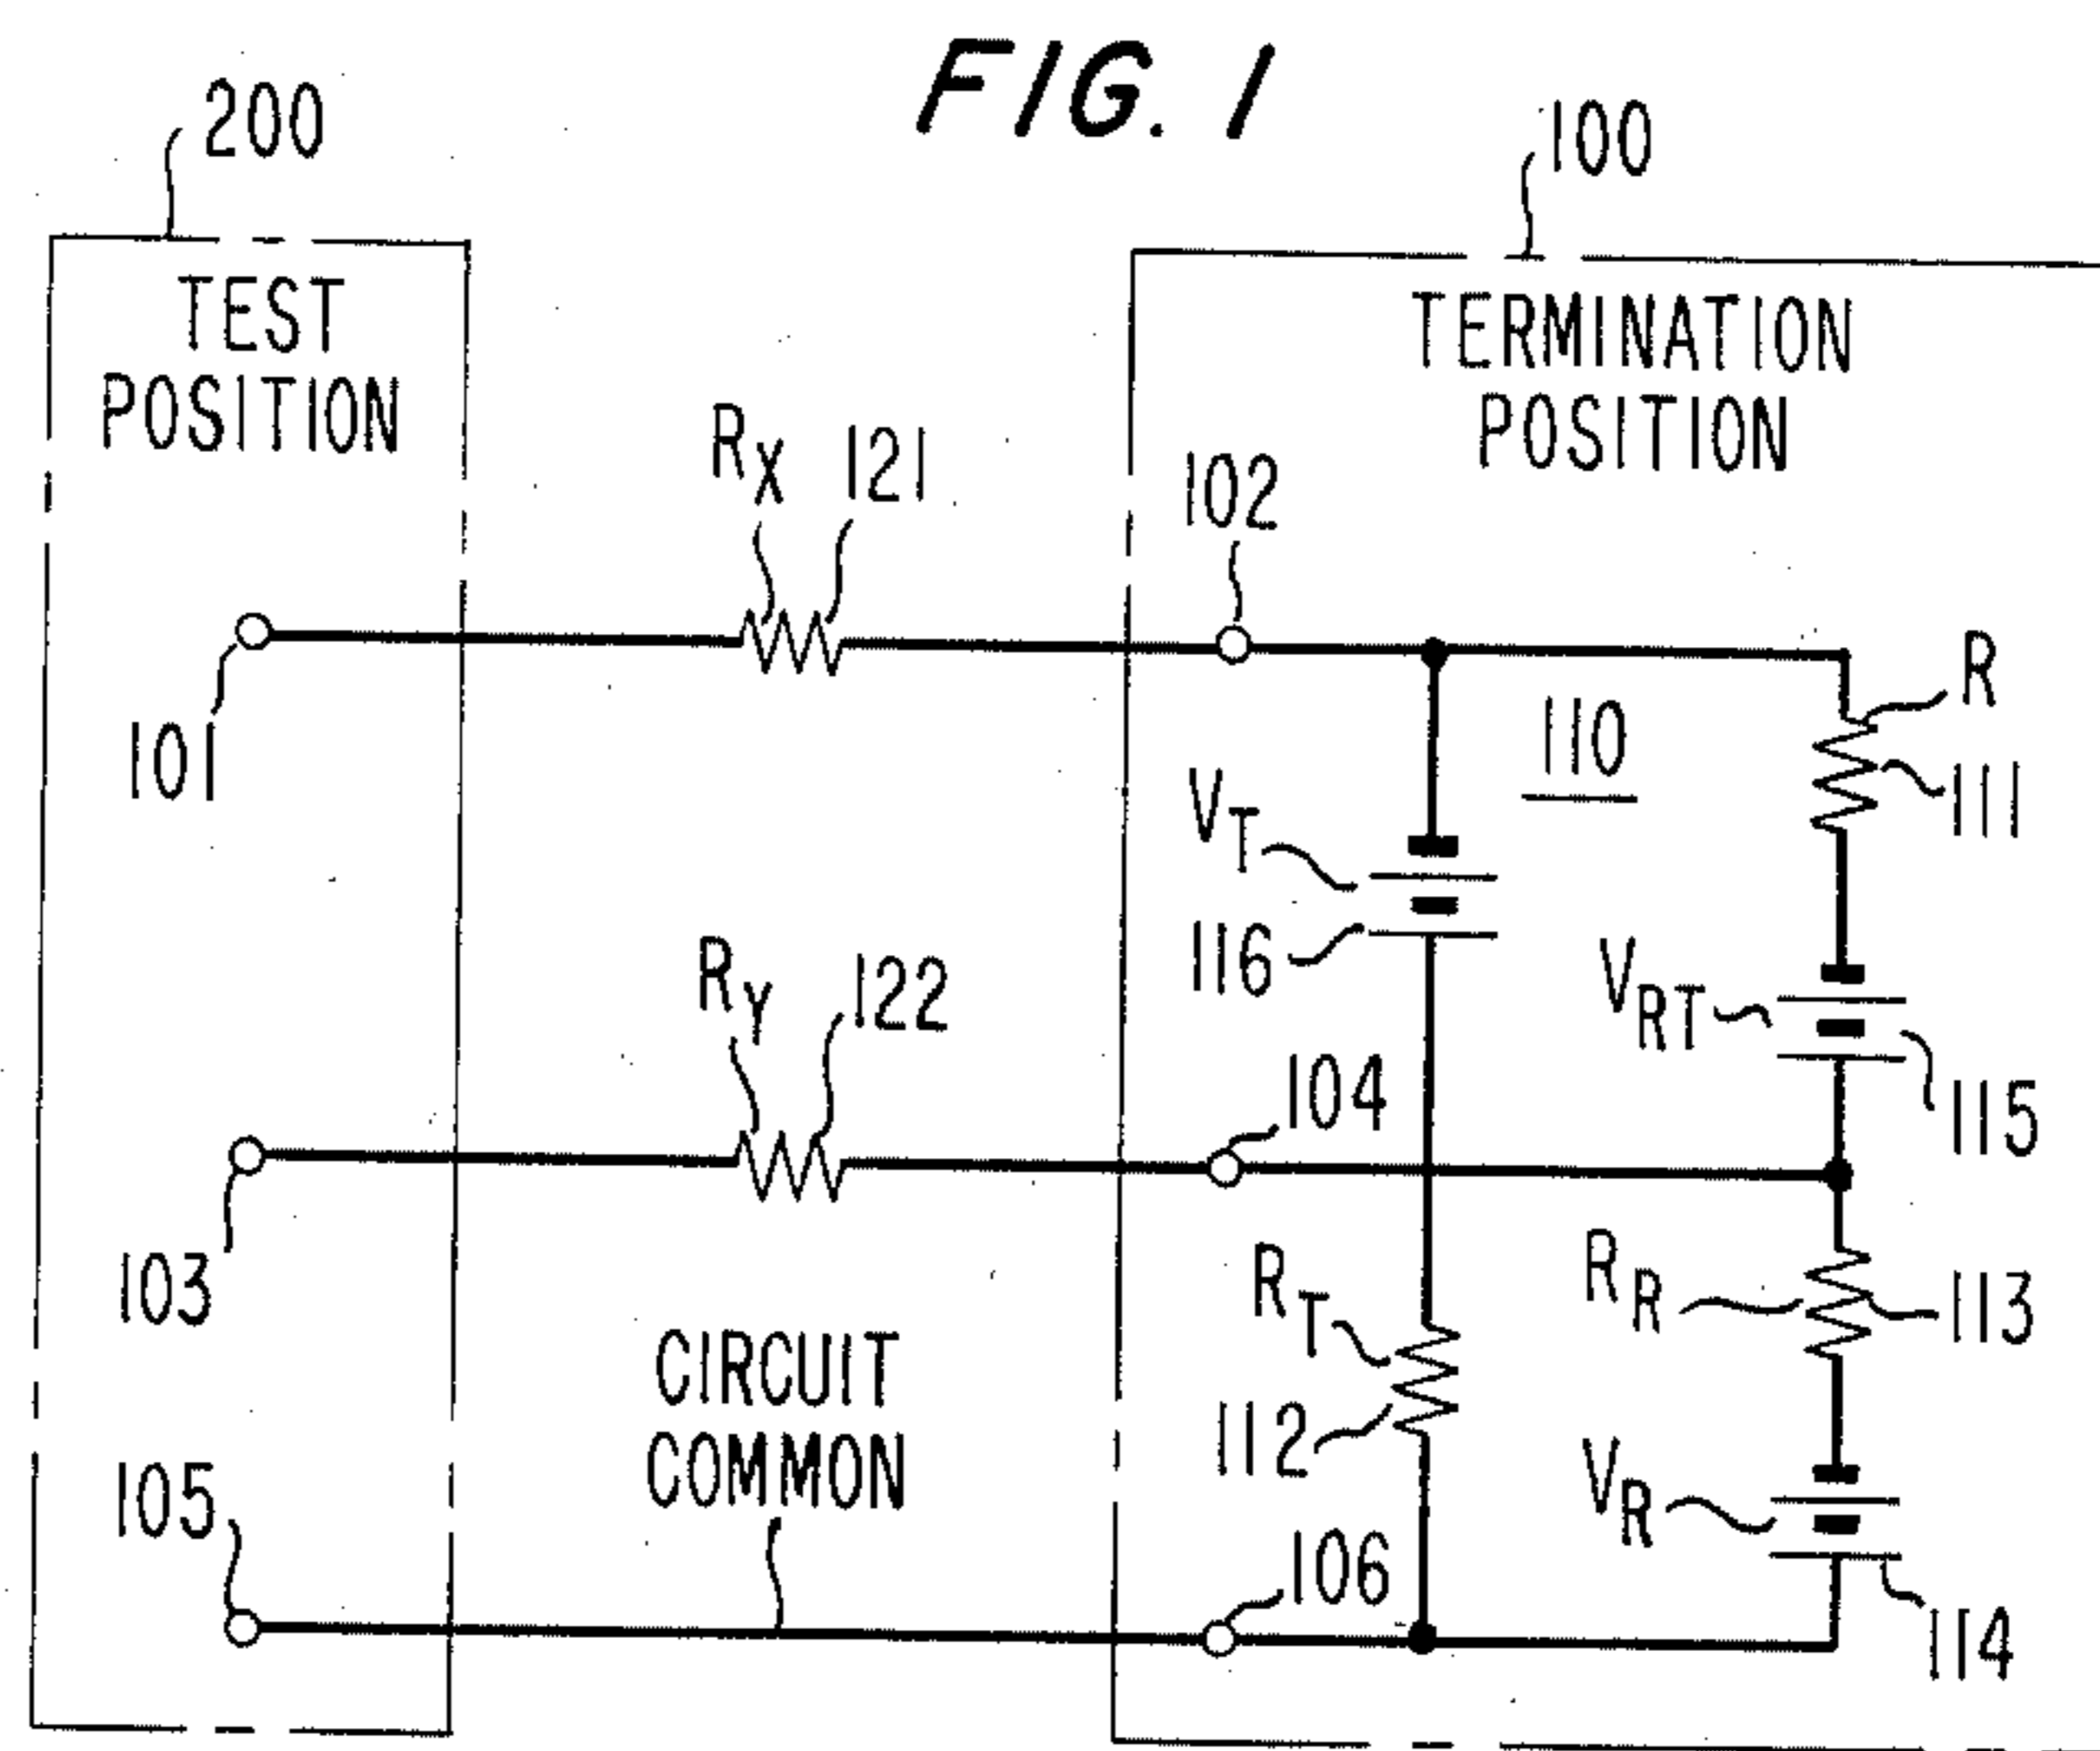 FIG. 1
200
100
TEST
POSITION
TERMINATION
POSITION
RX
121
102
101
R
111
110
VT
116
VRT
115
RY
122
104
103
RT
112
RR
113
CIRCUIT
COMMON
105
106
VR
114